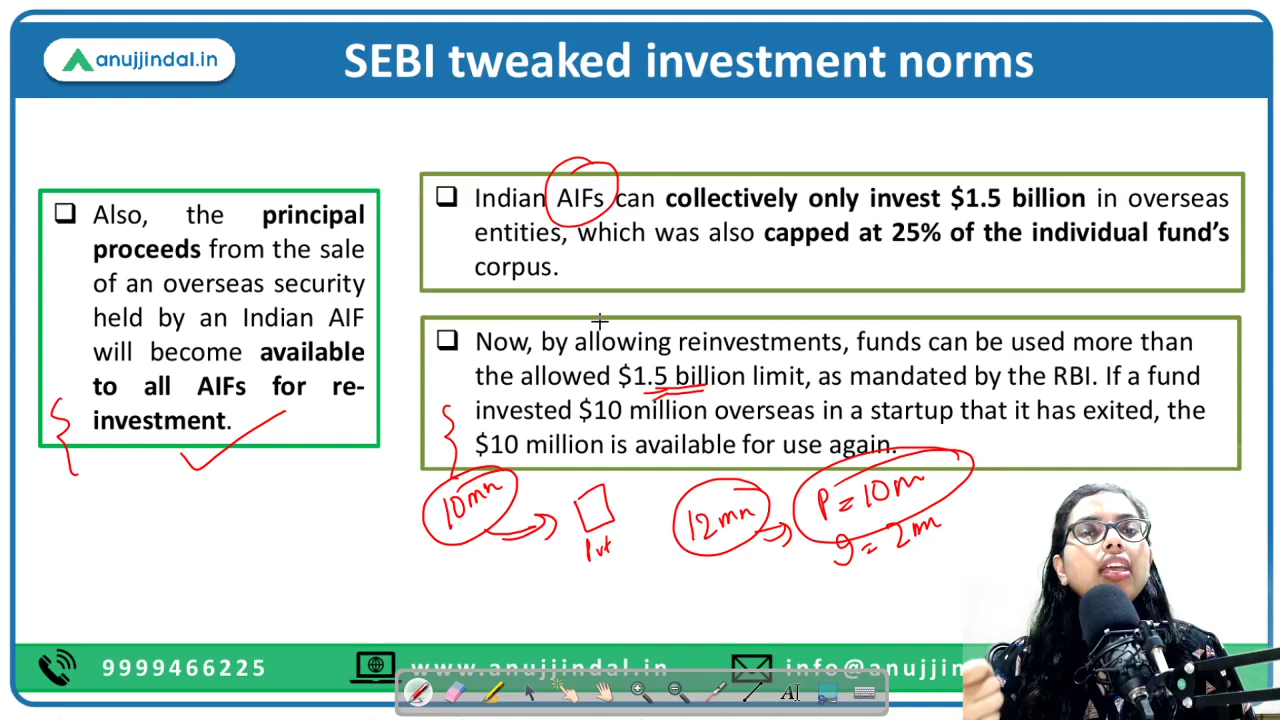 anujjindal.in
SEBI tweaked investment norms
Also, the principal
proceeds from the sale
of an overseas security
held by an Indian AIF
will become available
to all AIFs for re-
investment.
Indian AIFs can collectively only invest $1.5 billion in overseas
entities, which was also capped at 25% of the individual fund's
corpus.
Now, by allowing reinvestments, funds can be used more than
the allowed $1.5 billion limit, as mandated by the RBI. If a fund
invested $10 million overseas in a startup that it has exited, the
$10 million is available for use again.
10mn
Pvt
12mn
P = 10m
g = 2m
9999466225
www.anujjindal.in
info@anujjin
AI